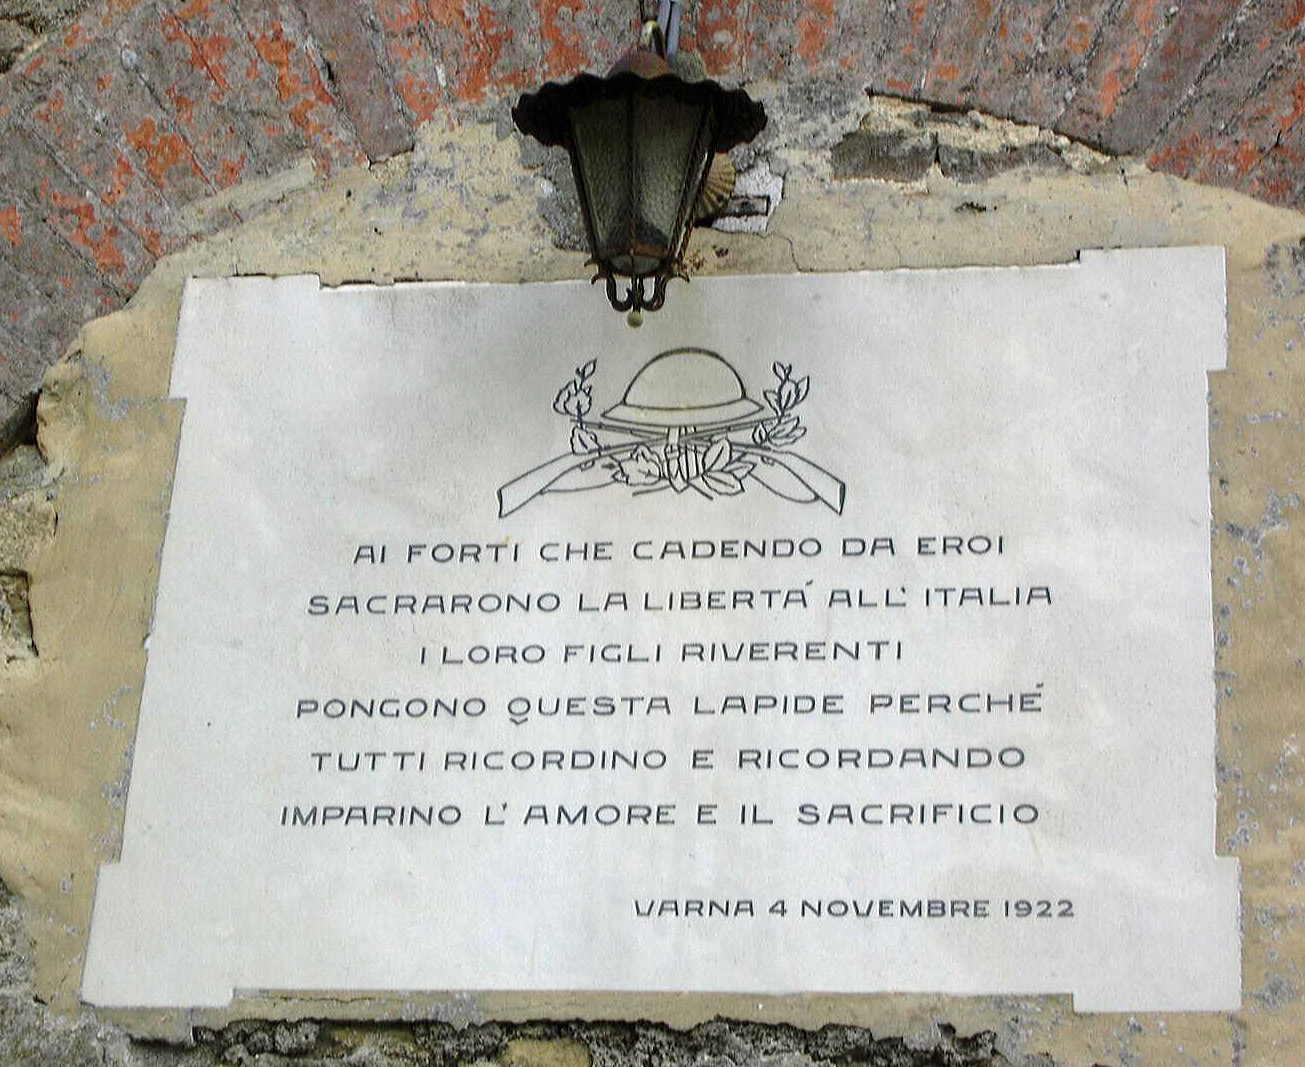 AI FORTI CHE CADENDO DA EROI
SACRARONO LA LIBERTÁ ALL' ITALIA
I LORO FIGLI RIVERENTI
PONGONO QUESTA LAPIDE PERCHÉ
TUTTI RICORDINO E RICORDANDO
IMPARINO L'AMORE E IL SACRIFICIO
VARNA 4 NOVEMBRE 1922